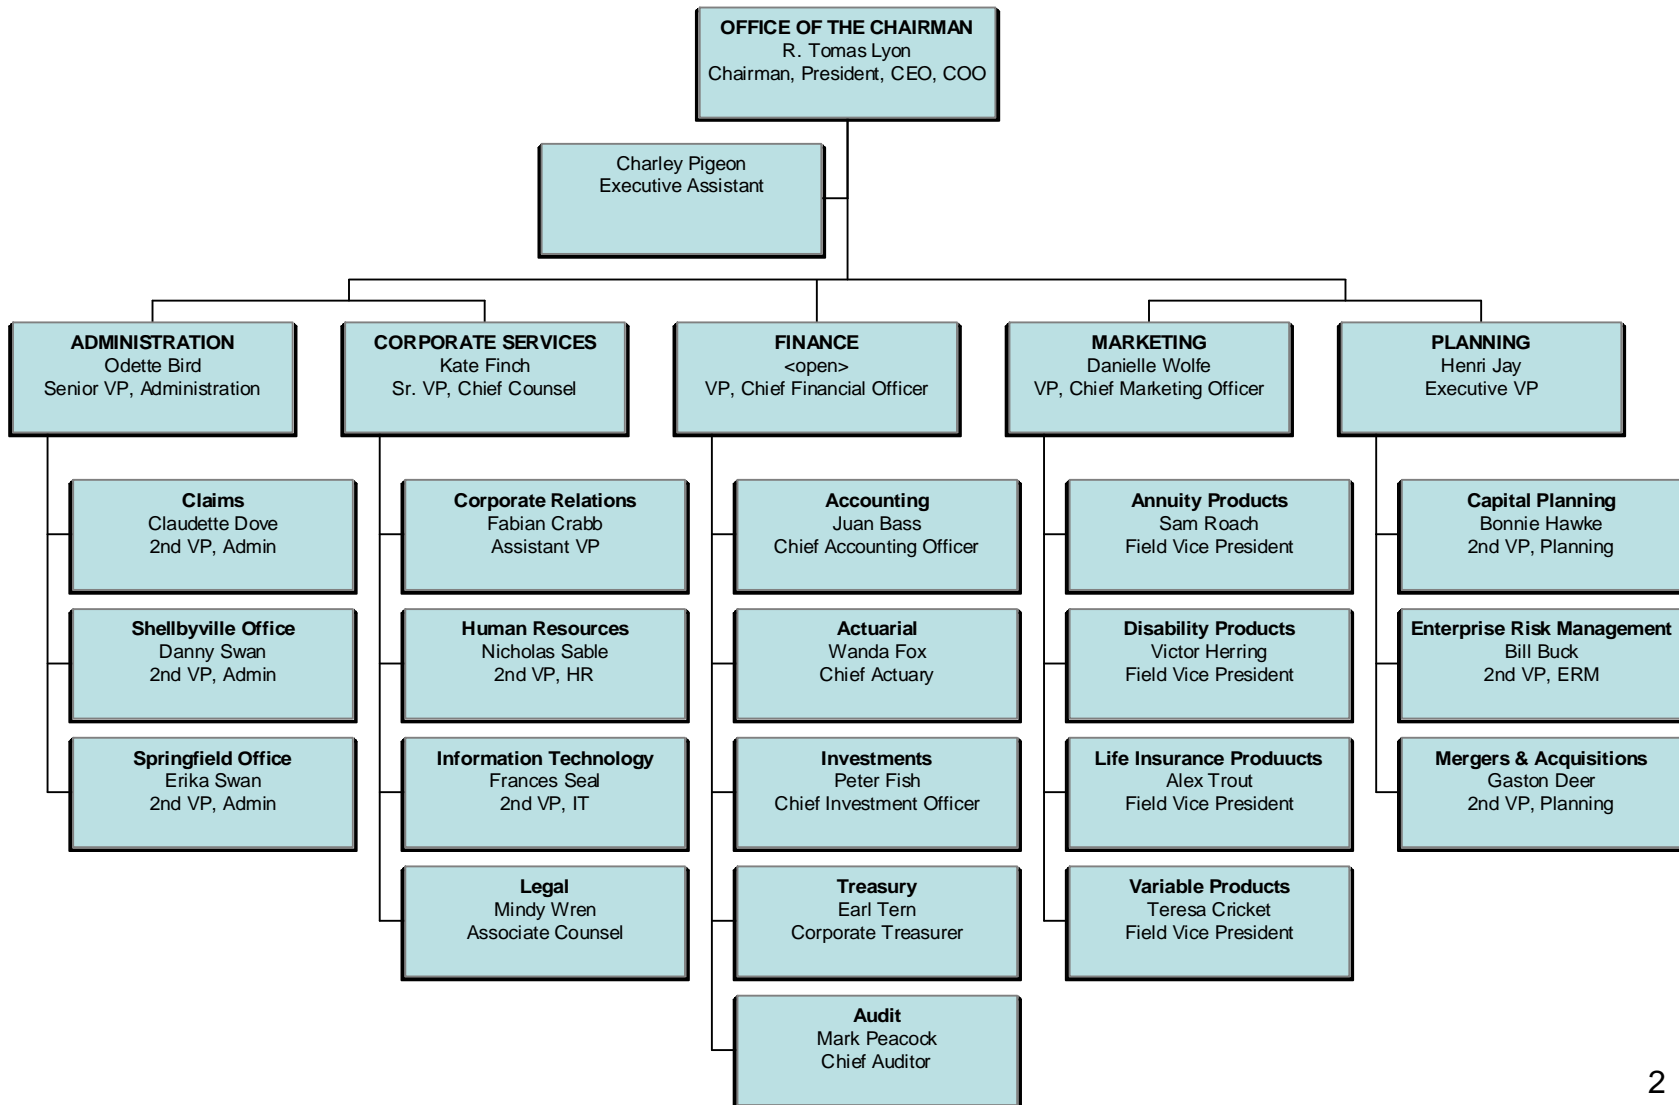 OFFICE OF THE CHAIRMAN
R. Tomas Lyon
Chairman, President, CEO, COO
Charley Pigeon
Executive Assistant
ADMINISTRATION
Odette Bird
Senior VP, Administration
CORPORATE SERVICES
Kate Finch
Sr. VP, Chief Counsel
FINANCE
<open>
VP, Chief Financial Officer
MARKETING
Danielle Wolfe
VP, Chief Marketing Officer
PLANNING
Henri Jay
Executive VP
Claims
Claudette Dove
2nd VP, Admin
Shellbyville Office
Danny Swan
2nd VP, Admin
Springfield Office
Erika Swan
2nd VP, Admin
Corporate Relations
Fabian Crabb
Assistant VP
Human Resources
Nicholas Sable
2nd VP, HR
Information Technology
Frances Seal
2nd VP, IT
Legal
Mindy Wren
Associate Counsel
Accounting
Juan Bass
Chief Accounting Officer
Actuarial
Wanda Fox
Chief Actuary
Investments
Peter Fish
Chief Investment Officer
Treasury
Earl Tern
Corporate Treasurer
Audit
Mark Peacock
Chief Auditor
Annuity Products
Sam Roach
Field Vice President
Disability Products
Victor Herring
Field Vice President
Life Insurance Produucts
Alex Trout
Field Vice President
Variable Products
Teresa Cricket
Field Vice President
Capital Planning
Bonnie Hawke
2nd VP, Planning
Enterprise Risk Management
Bill Buck
2nd VP, ERM
Mergers & Acquisitions
Gaston Deer
2nd VP, Planning
2